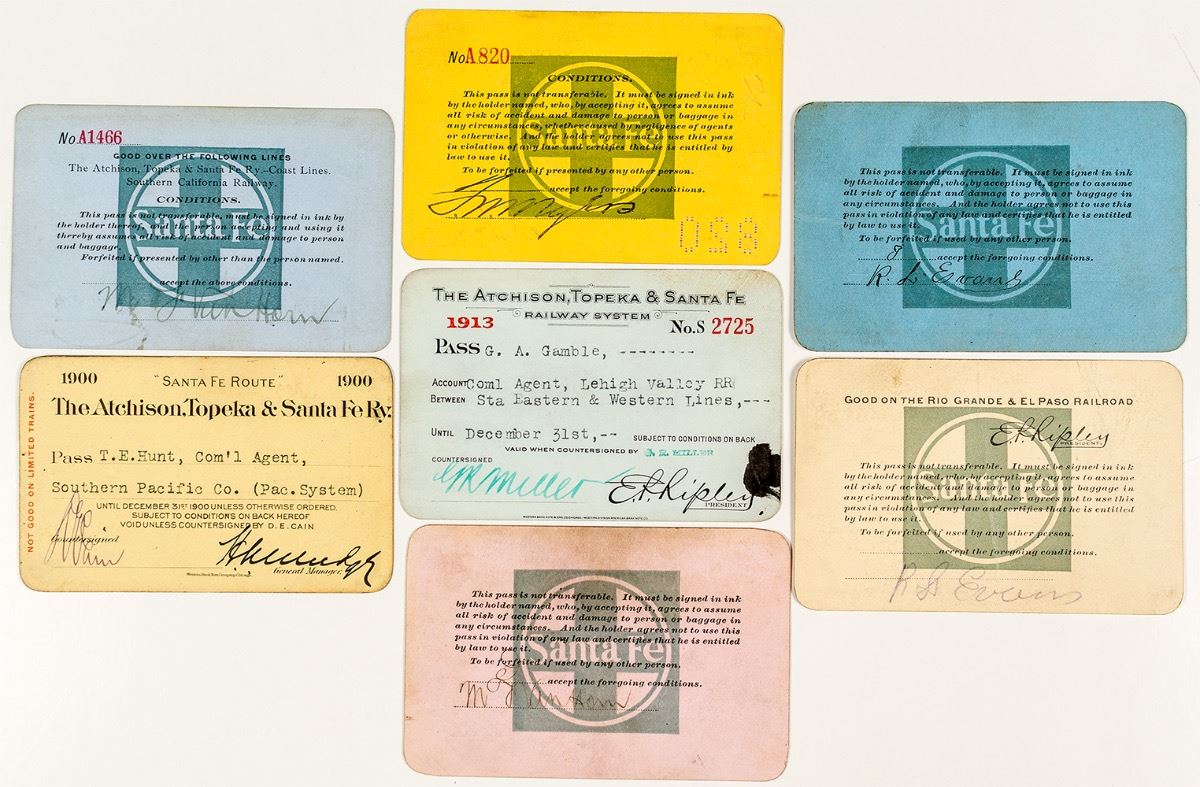 No A820
CONDITIONS.
This pass is not transferable. It must be signed in ink
by the holder named, who, by accepting it, agrees to assume
all risk of accident and damage to person or baggage in
any circumstances, whether caused by negligence of agents
or otherwise. And the holder agrees not to use this pass
in violation of any law and certifies that he is entitled by
law to use it.
To be forfeited if presented by any other person.
accept the foregoing conditions.
Santa Fe
820
No A1466
GOOD OVER THE FOLLOWING LINES
The Atchison, Topeka & Santa Fe Ry.-Coast Lines.
Southern California Railway.
CONDITIONS.
This pass is not transferable, must be signed in ink by
the holder thereof, and the person accepting and using it
thereby assumes all risk of accident and damage to person
and baggage.
Forfeited if presented by other than the person named.
accept the above conditions.
Santa Fe
Van Horn
This pass is not transferable. It must be signed in ink
by the holder named, who, by accepting it, agrees to assume
all risk of accident and damage to person or baggage in
any circumstances. And the holder agrees not to use this
pass in violation of any law and certifies that he is entitled
by law to use it.
To be forfeited if used by any other person.
I accept the foregoing conditions.
Santa Fe
R L Evans
THE ATCHISON, TOPEKA & SANTA FE
RAILWAY SYSTEM
1913 No. S 2725
PASS G. A. Gamble, --------
ACCOUNT Coml Agent, Lehigh Valley RR
BETWEEN Sta Eastern & Western Lines,---
UNTIL December 31st,-- SUBJECT TO CONDITIONS ON BACK
VALID WHEN COUNTERSIGNED BY J. R. MILLER
COUNTERSIGNED
JR Miller E.P. Ripley
PRESIDENT
1900 "SANTA FE ROUTE" 1900
The Atchison, Topeka & Santa Fe Ry.
NOT GOOD ON LIMITED TRAINS.
Pass T.E.Hunt, Com'l Agent,
Southern Pacific Co. (Pac.System)
UNTIL DECEMBER 31ST 1900 UNLESS OTHERWISE ORDERED.
SUBJECT TO CONDITIONS ON BACK HEREOF
VOID UNLESS COUNTERSIGNED BY D. E. CAIN
Countersigned
DE Cain
General Manager.
GOOD ON THE RIO GRANDE & EL PASO RAILROAD
E.P. Ripley
PRESIDENT.
This pass is not transferable. It must be signed in ink
by the holder named, who, by accepting it, agrees to assume
all risk of accident and damage to person or baggage in
any circumstances. And the holder agrees not to use this
pass in violation of any law and certifies that he is entitled
by law to use it.
To be forfeited if used by any other person.
accept the foregoing conditions.
Santa Fe
R L Evans
This pass is not transferable. It must be signed in ink
by the holder named, who, by accepting it, agrees to assume
all risk of accident and damage to person or baggage in
any circumstances. And the holder agrees not to use this
pass in violation of any law and certifies that he is entitled
by law to use it.
To be forfeited if used by any other person.
I accept the foregoing conditions.
Santa Fe
Van Horn